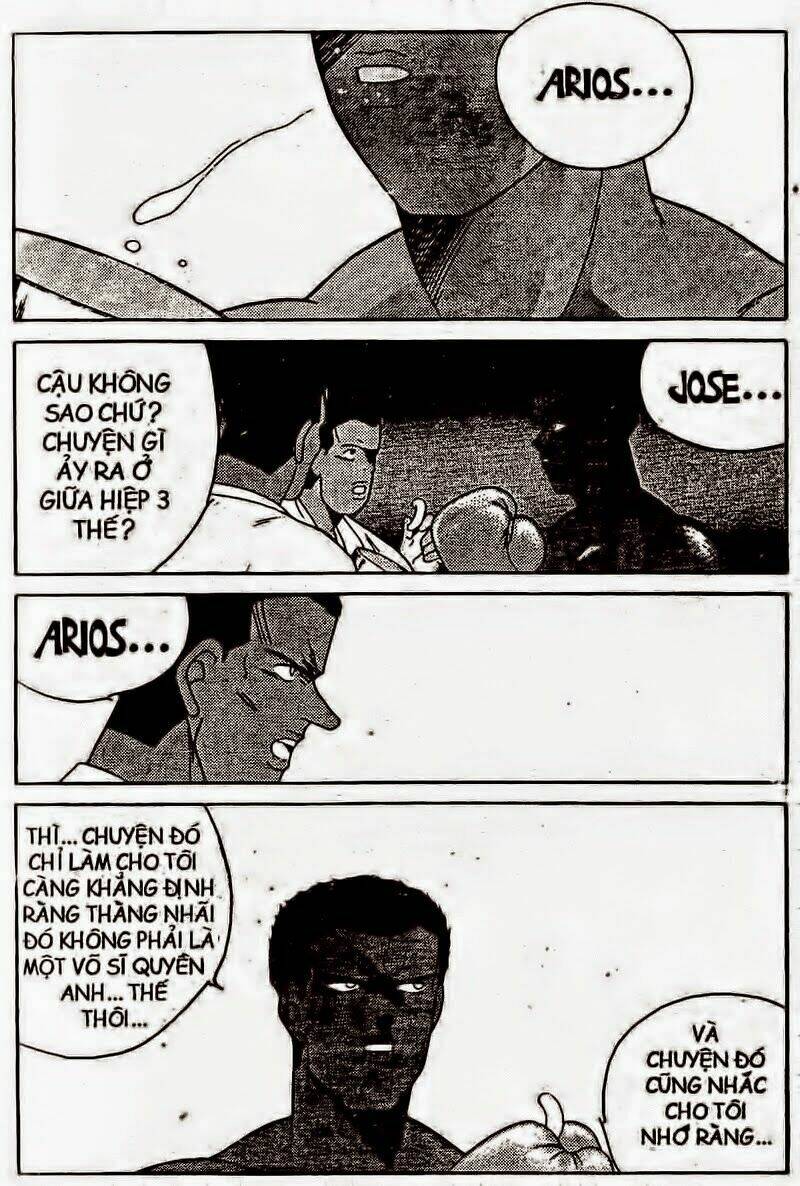 ARIOS...
JOSE...
CẬU KHÔNG
SAO CHỨ?
CHUYỆN GÌ
ẢY RA Ở
GIỮA HIỆP 3
THẾ?
ARIOS...
THÌ... CHUYỆN ĐÓ
CHỈ LÀM CHO TÔI
CÀNG KHẲNG ĐỊNH
RẰNG THẰNG NHÃI
ĐÓ KHÔNG PHẢI LÀ
MỘT VÕ SĨ QUYỀN
ANH... THẾ
THÔI...
VÀ
CHUYỆN ĐÓ
CŨNG NHẮC
CHO TÔI
NHỚ RẰNG...